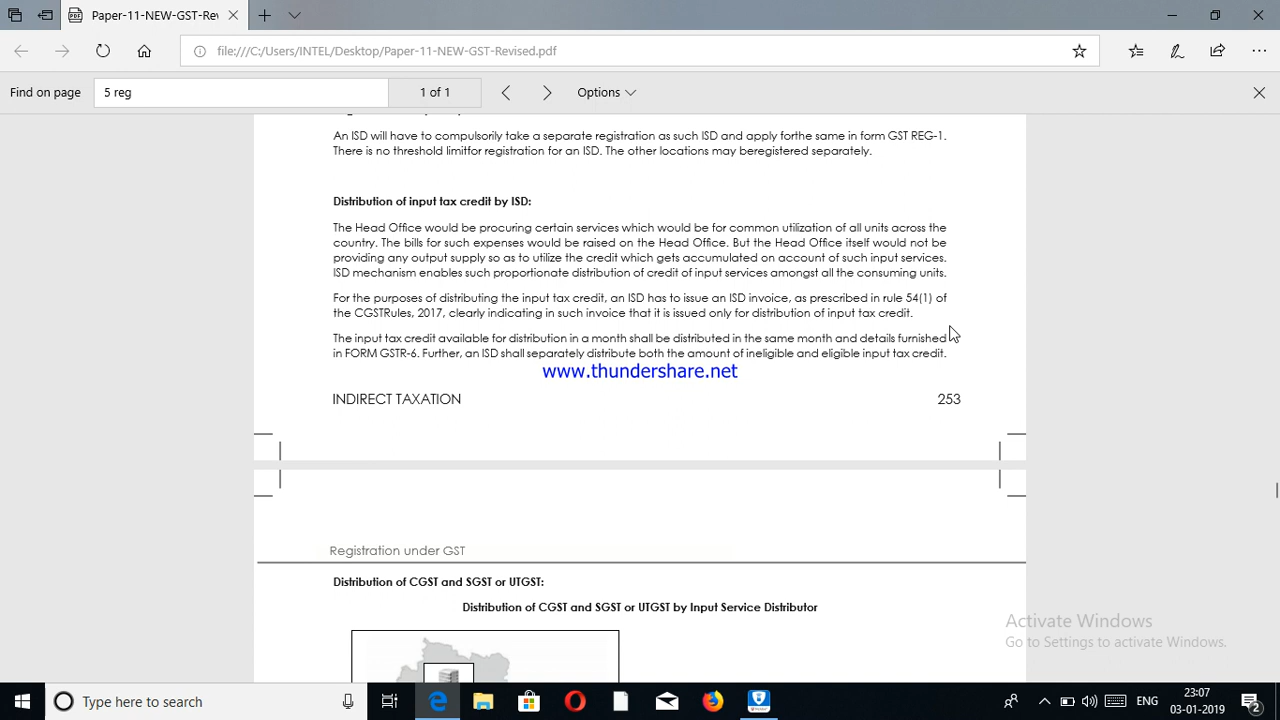 Paper-11-NEW-GST-Rev
file:///C:/Users/INTEL/Desktop/Paper-11-NEW-GST-Revised.pdf
Find on page
5 reg
1 of 1
Options
An ISD will have to compulsorily take a separate registration as such ISD and apply forthe same in form GST REG-1.
There is no threshold limitfor registration for an ISD. The other locations may beregistered separately.
Distribution of input tax credit by ISD:
The Head Office would be procuring certain services which would be for common utilization of all units across the
country. The bills for such expenses would be raised on the Head Office. But the Head Office itself would not be
providing any output supply so as to utilize the credit which gets accumulated on account of such input services.
ISD mechanism enables such proportionate distribution of credit of input services amongst all the consuming units.
For the purposes of distributing the input tax credit, an ISD has to issue an ISD invoice, as prescribed in rule 54(1) of
the CGSTRules, 2017, clearly indicating in such invoice that it is issued only for distribution of input tax credit.
The input tax credit available for distribution in a month shall be distributed in the same month and details furnished
in FORM GSTR-6. Further, an ISD shall separately distribute both the amount of ineligible and eligible input tax credit.
www.thundershare.net
INDIRECT TAXATION
253
Registration under GST
Distribution of CGST and SGST or UTGST:
Distribution of CGST and SGST or UTGST by Input Service Distributor
Activate Windows
Go to Settings to activate Windows.
Type here to search
ENG
23:07
03-01-2019
2